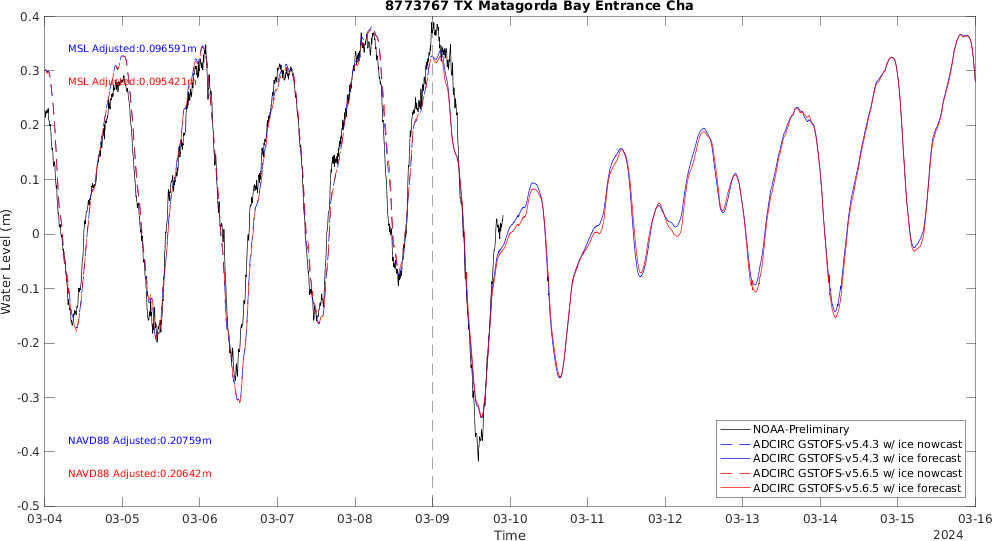 8773767 TX Matagorda Bay Entrance Cha
0.4
0.3
0.2
0.1
0
-0.1
-0.2
-0.3
-0.4
-0.5
Water Level (m)
MSL Adjusted:0.096591m
MSL Adjusted:0.095421m
NAVD88 Adjusted:0.20759m
NAVD88 Adjusted:0.20642m
NOAA-Preliminary
ADCIRC GSTOFS-v5.4.3 w/ ice nowcast
ADCIRC GSTOFS-v5.4.3 w/ ice forecast
ADCIRC GSTOFS-v5.6.5 w/ ice nowcast
ADCIRC GSTOFS-v5.6.5 w/ ice forecast
03-04 03-05 03-06 03-07 03-08 03-09 03-10 03-11 03-12 03-13 03-14 03-15 03-16
Time
2024